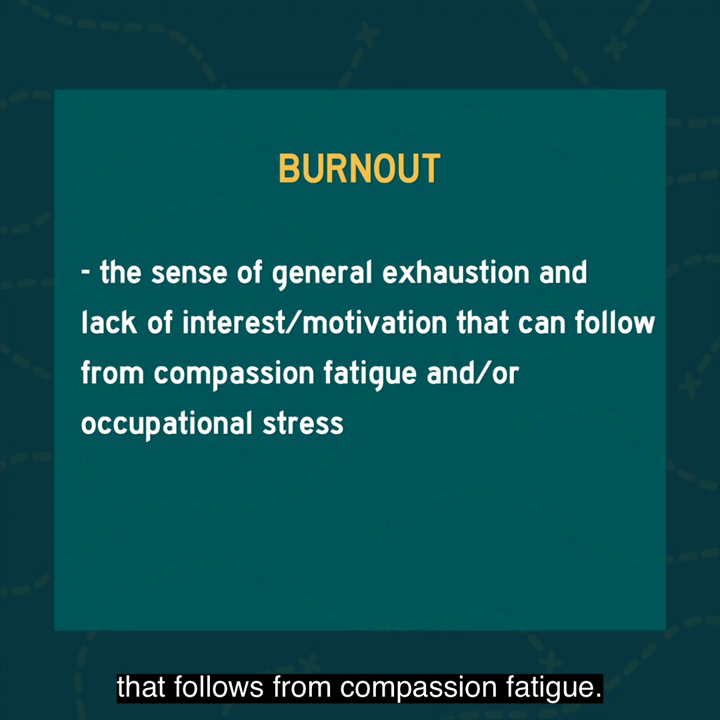 BURNOUT
- the sense of general exhaustion and
lack of interest/motivation that can follow
from compassion fatigue and/or
occupational stress
that follows from compassion fatigue.